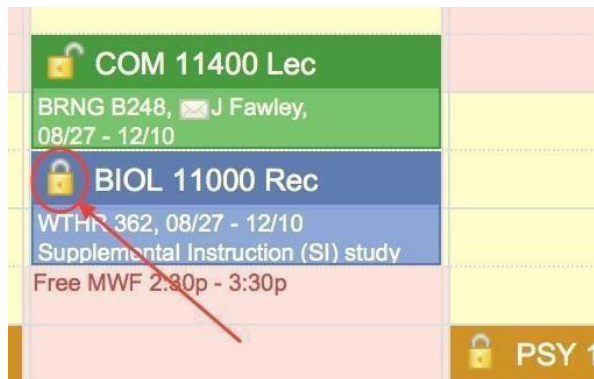 COM 11400 Lec
BRNG B248, J Fawley,
08/27 - 12/10
BIOL 11000 Rec
WTHR 362, 08/27 - 12/10
Supplemental Instruction (SI) study
Free MWF 2:30p - 3:30p
PSY 1